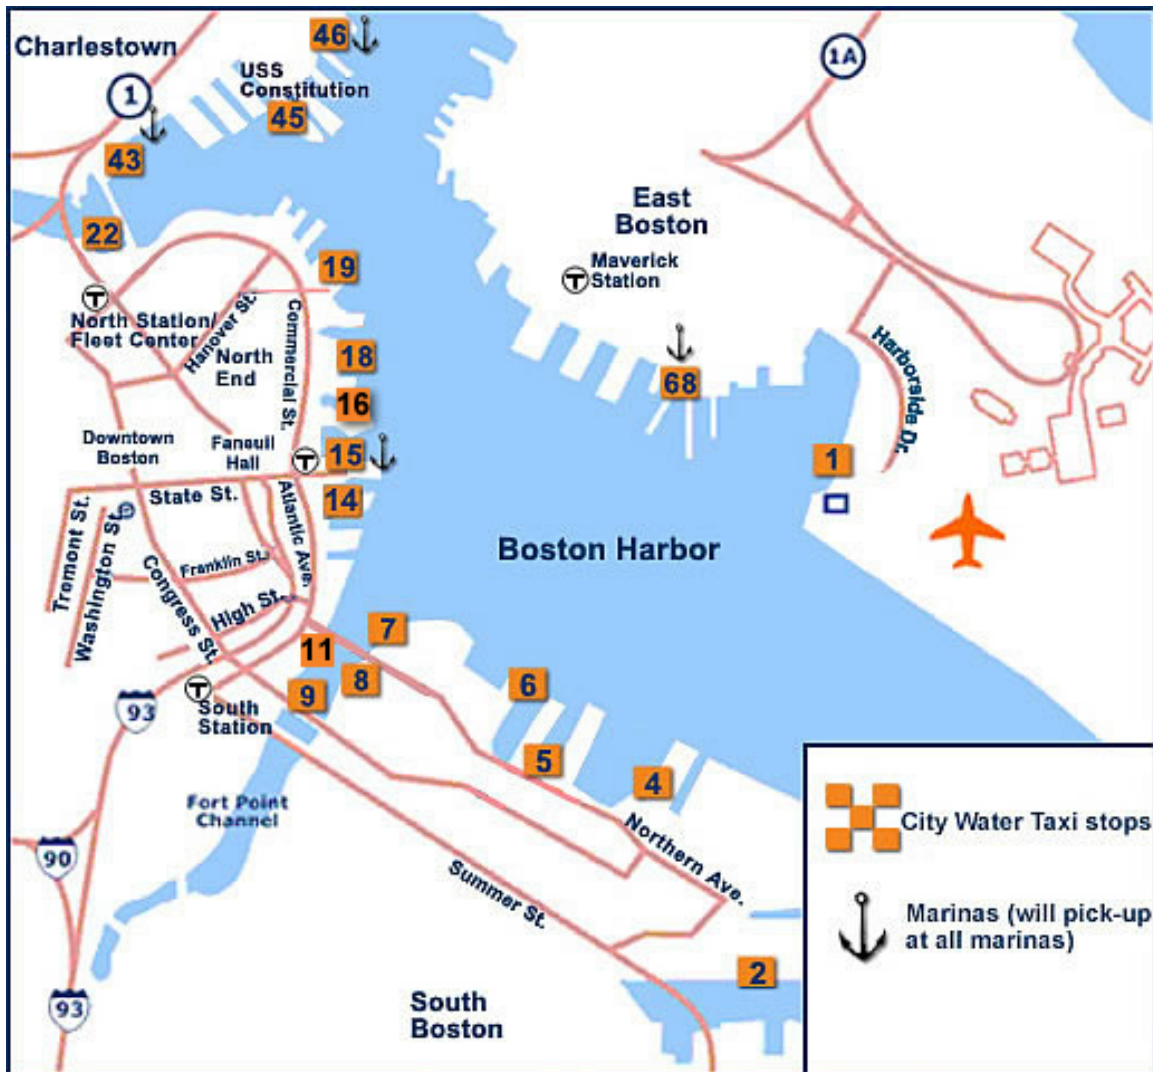 46
Charlestown
USS
Constitution
1
45
43
22
1A
East
Boston
Maverick
Station
19
North Station/
Fleet Center
Hanover St.
Commercial St.
North
End
18
16
68
Harborside Dr.
Downtown
Boston
Faneuil
Hall
15
1
State St.
14
Atlantic Ave.
Tremont St.
Washington St.
Franklin St.
Congress St.
High St.
Boston Harbor
7
11
8
9
6
5
4
93
South
Station
Fort Point
Channel
90
Northern Ave.
Summer St.
93
2
South
Boston
City Water Taxi stops
Marinas (will pick-up
at all marinas)
T
T
T
T